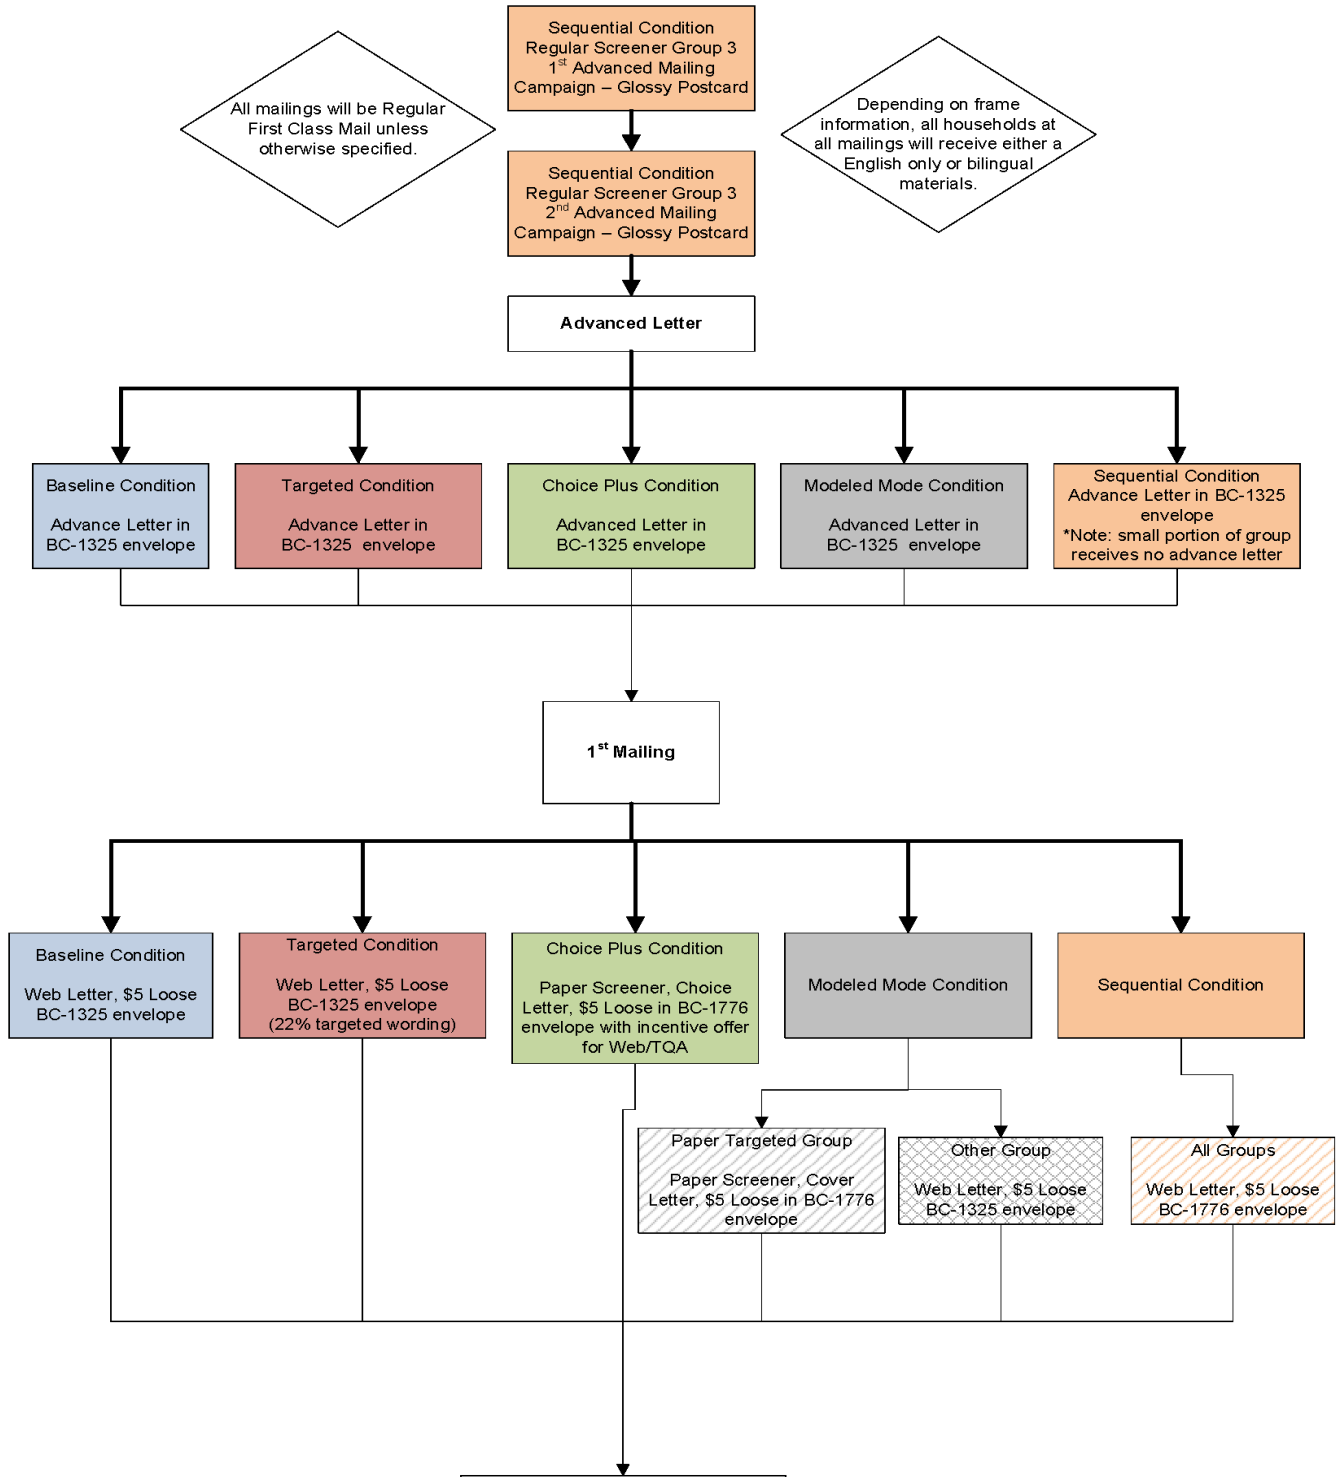 Sequential Condition
Regular Screener Group 3
1st Advanced Mailing
Campaign – Glossy Postcard
All mailings will be Regular
First Class Mail unless
otherwise specified.
Depending on frame
information, all households at
all mailings will receive either a
English only or bilingual
materials.
Sequential Condition
Regular Screener Group 3
2nd Advanced Mailing
Campaign – Glossy Postcard
Advanced Letter
Baseline Condition
Advance Letter in
BC-1325 envelope
Targeted Condition
Advance Letter in
BC-1325 envelope
Choice Plus Condition
Advanced Letter in
BC-1325 envelope
Modeled Mode Condition
Advanced Letter in
BC-1325 envelope
Sequential Condition
Advance Letter in BC-1325
envelope
*Note: small portion of group
receives no advance letter
1st Mailing
Baseline Condition
Web Letter, $5 Loose
BC-1325 envelope
Targeted Condition
Web Letter, $5 Loose
BC-1325 envelope
(22% targeted wording)
Choice Plus Condition
Paper Screener, Choice
Letter, $5 Loose in BC-1776
envelope with incentive offer
for Web/TQA
Modeled Mode Condition
Sequential Condition
Paper Targeted Group
Paper Screener, Cover
Letter, $5 Loose in BC-1776
envelope
Other Group
Web Letter, $5 Loose
BC-1325 envelope
All Groups
Web Letter, $5 Loose
BC-1776 envelope